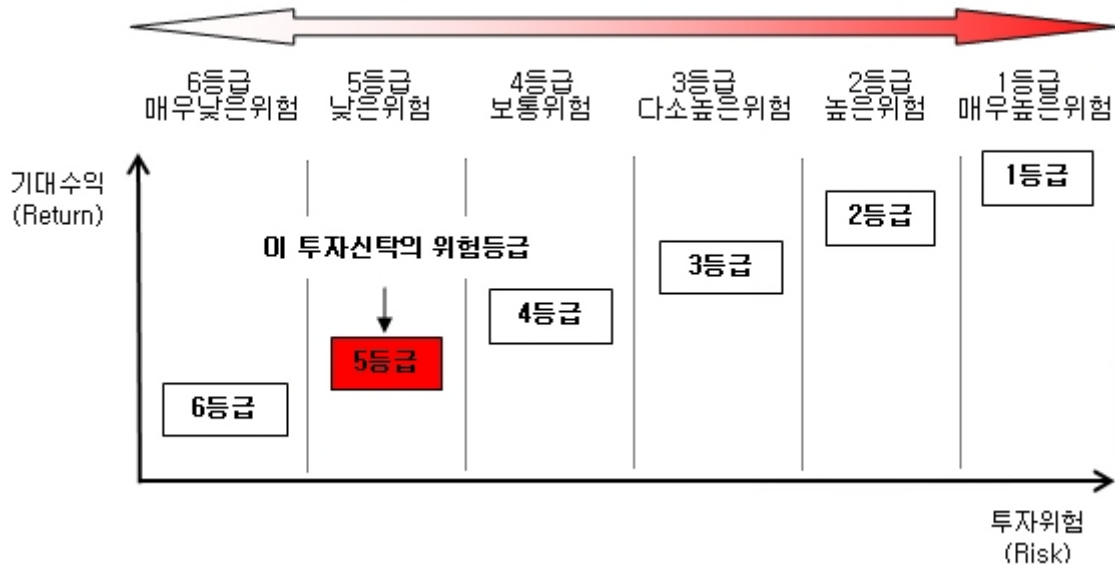 6등급 5등급 4등급 3등급 2등급 1등급
매우낮은위험 낮은위험 보통위험 다소높은위험 높은위험 매우높은위험
기대수익
(Return)
1등급
2등급
이 투자신탁의 위험등급
3등급
4등급
5등급
6등급
투자위험
(Risk)